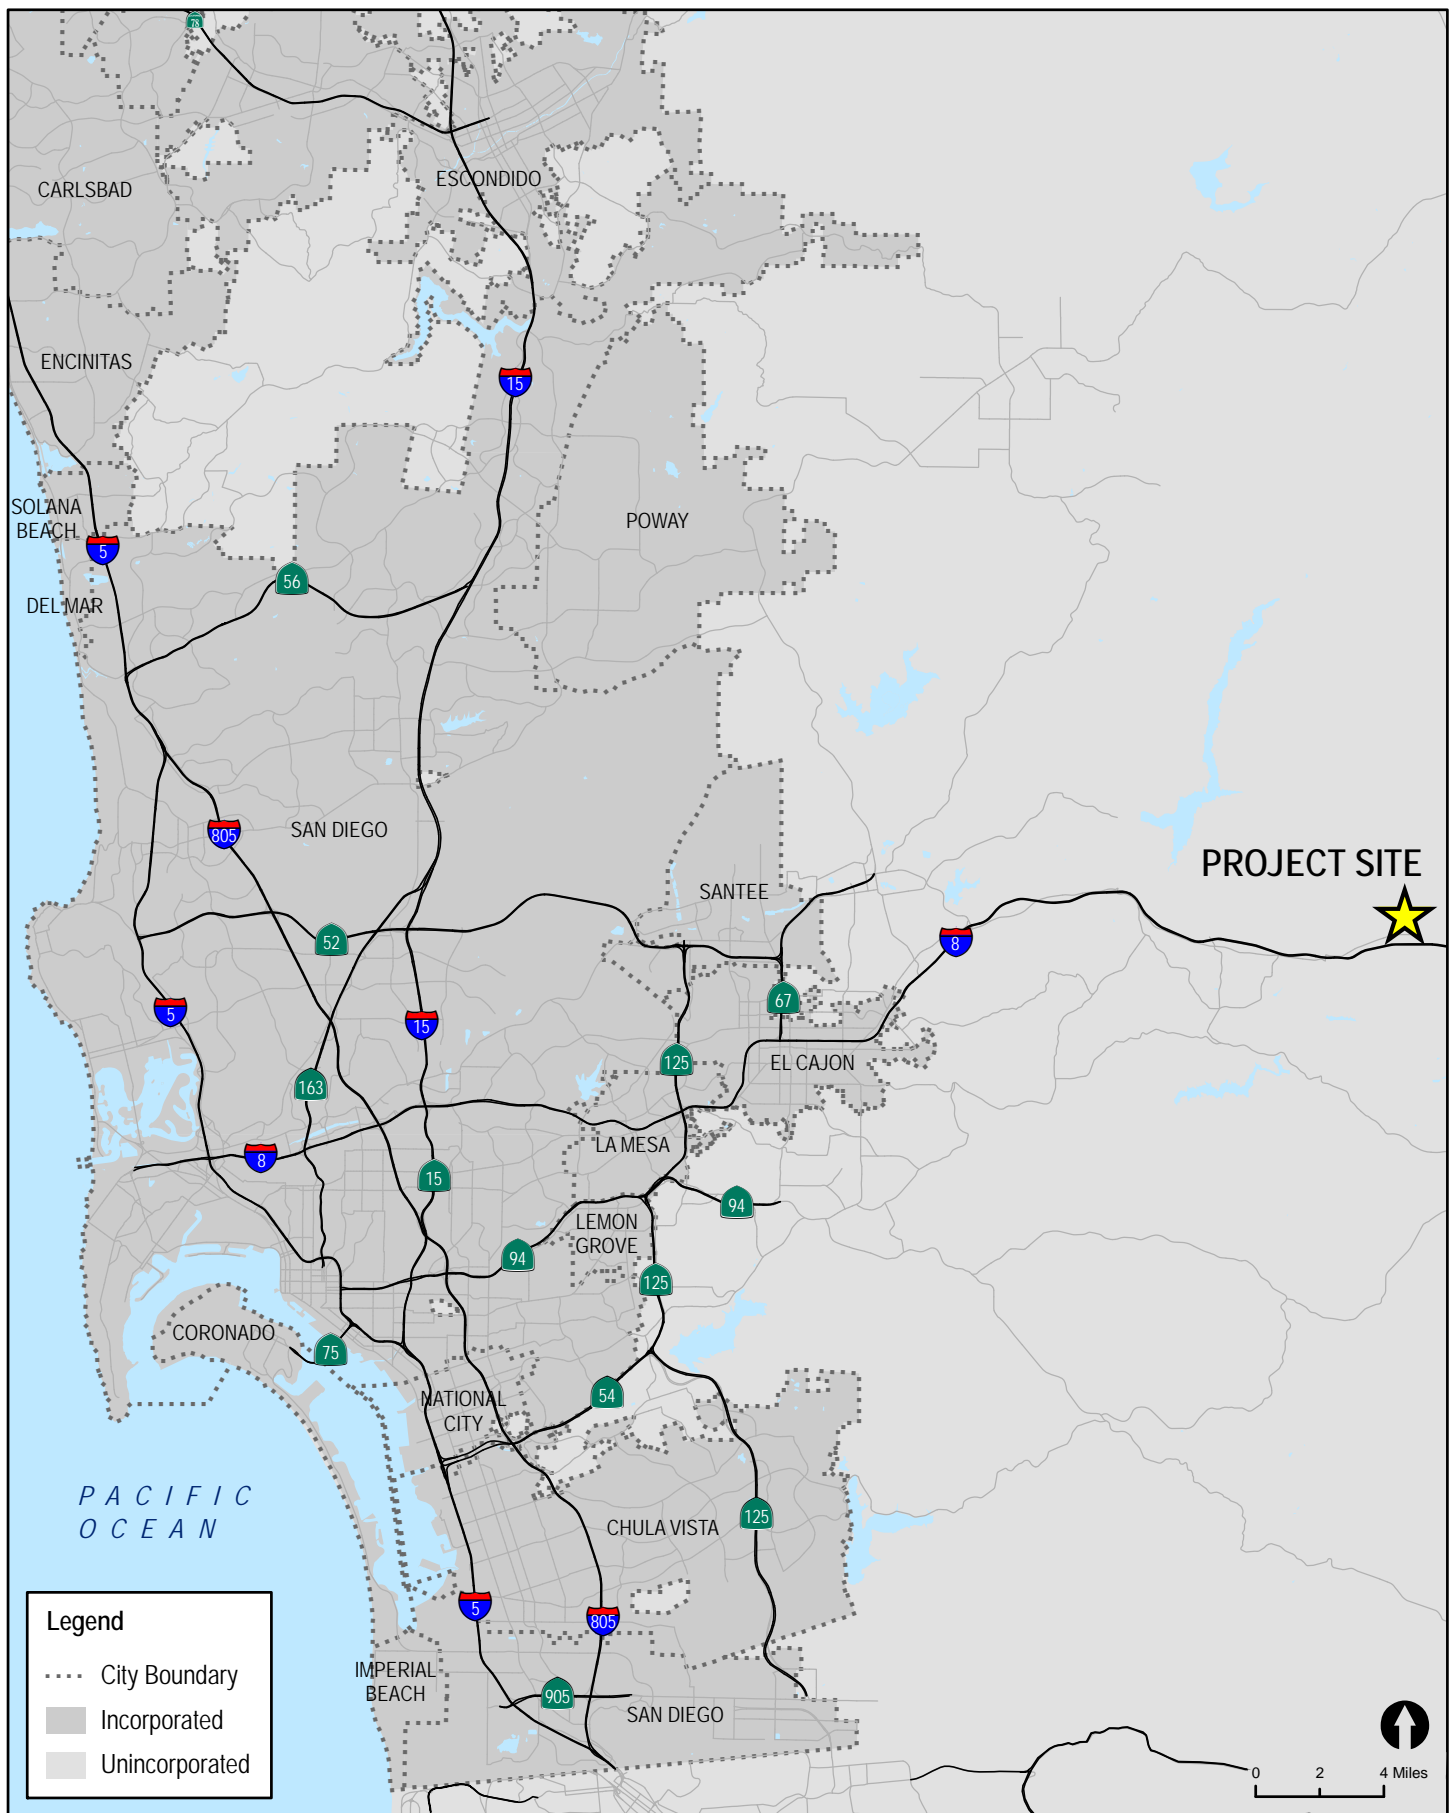 78
CARLSBAD
ESCONDIDO
ENCINITAS
15
SOLANA
BEACH
POWAY
5
56
DEL MAR
805
SAN DIEGO
PROJECT SITE
SANTEE
52
8
67
5
15
125
EL CAJON
163
LA MESA
8
15
94
LEMON
GROVE
94
125
CORONADO
75
54
NATIONAL
CITY
PACIFIC
OCEAN
125
CHULA VISTA
5
805
Legend
City Boundary
Incorporated
Unincorporated
IMPERIAL
BEACH
905
SAN DIEGO
0 2 4 Miles